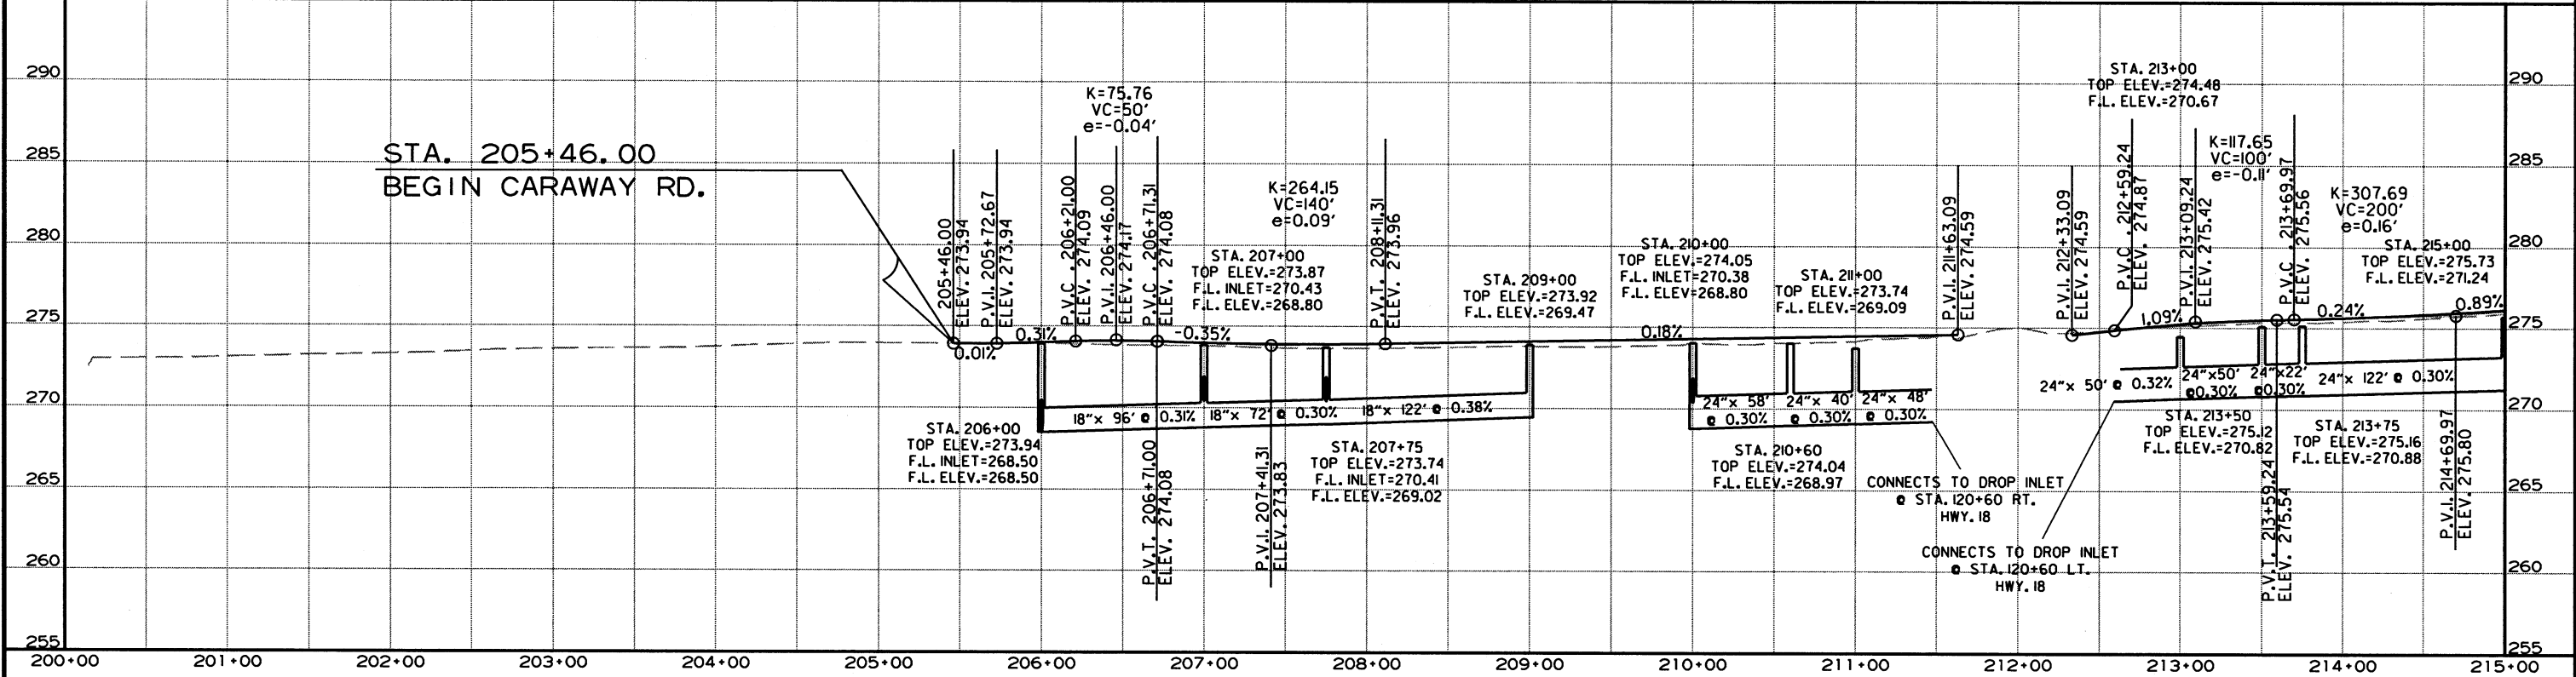 290
285
280
275
270
265
260
255
STA. 205+46.00
BEGIN CARAWAY RD.
205+46.00
ELEV. 273.94
P.V.I. 205+72.67
ELEV. 273.94
0.01%
0.31%
K=75.76
VC=50'
e=-0.04'
P.V.C. 206+21.00
ELEV. 274.09
P.V.I. 206+46.00
ELEV. 274.17
P.V.C. 206+71.31
ELEV. 274.08
-0.35%
K=264.15
VC=140'
e=0.09'
STA. 207+00
TOP ELEV.=273.87
F.L. INLET=270.43
F.L. ELEV.=268.80
P.V.T. 208+11.31
ELEV. 273.96
STA. 209+00
TOP ELEV.=273.92
F.L. ELEV.=269.47
STA. 210+00
TOP ELEV.=274.05
F.L. INLET=270.38
F.L. ELEV=268.80
0.18%
STA. 211+00
TOP ELEV.=273.74
F.L. ELEV.=269.09
P.V.I. 211+63.09
ELEV. 274.59
P.V.I. 212+33.09
ELEV. 274.59
STA. 213+00
TOP ELEV.=274.48
F.L. ELEV.=270.67
P.V.C. 212+59.24
ELEV. 274.87
1.09%
P.V.I. 213+09.24
ELEV. 275.42
K=117.65
VC=100'
e=-0.11'
P.V.C. 213+69.97
ELEV. 275.56
0.24%
K=307.69
VC=200'
e=0.16'
STA. 215+00
TOP ELEV.=275.73
F.L. ELEV.=271.24
0.89%
18"x 96' @ 0.31%
18"x 72' @ 0.30%
18"x 122' @ 0.38%
24"x 58'
@ 0.30%
24"x 40'
@ 0.30%
24"x 48'
@ 0.30%
24"x 50' @ 0.32%
24"x50'
@0.30%
24"x22'
@0.30%
24"x 122' @ 0.30%
STA. 206+00
TOP ELEV.=273.94
F.L. INLET=268.50
F.L. ELEV.=268.50
P.V.T. 206+71.00
ELEV. 274.08
P.V.I. 207+41.31
ELEV. 273.83
STA. 207+75
TOP ELEV.=273.74
F.L. INLET=270.41
F.L. ELEV.=269.02
STA. 210+60
TOP ELEV.=274.04
F.L. ELEV.=268.97
CONNECTS TO DROP INLET
@ STA. 120+60 RT.
HWY. 18
CONNECTS TO DROP INLET
@ STA. 120+60 LT.
HWY. 18
STA. 213+50
TOP ELEV.=275.12
F.L. ELEV.=270.82
P.V.T. 213+59.24
ELEV. 275.54
STA. 213+75
TOP ELEV.=275.16
F.L. ELEV.=270.88
P.V.I. 214+69.97
ELEV. 275.80
290
285
280
275
270
265
260
255
200+00
201+00
202+00
203+00
204+00
205+00
206+00
207+00
208+00
209+00
210+00
211+00
212+00
213+00
214+00
215+00